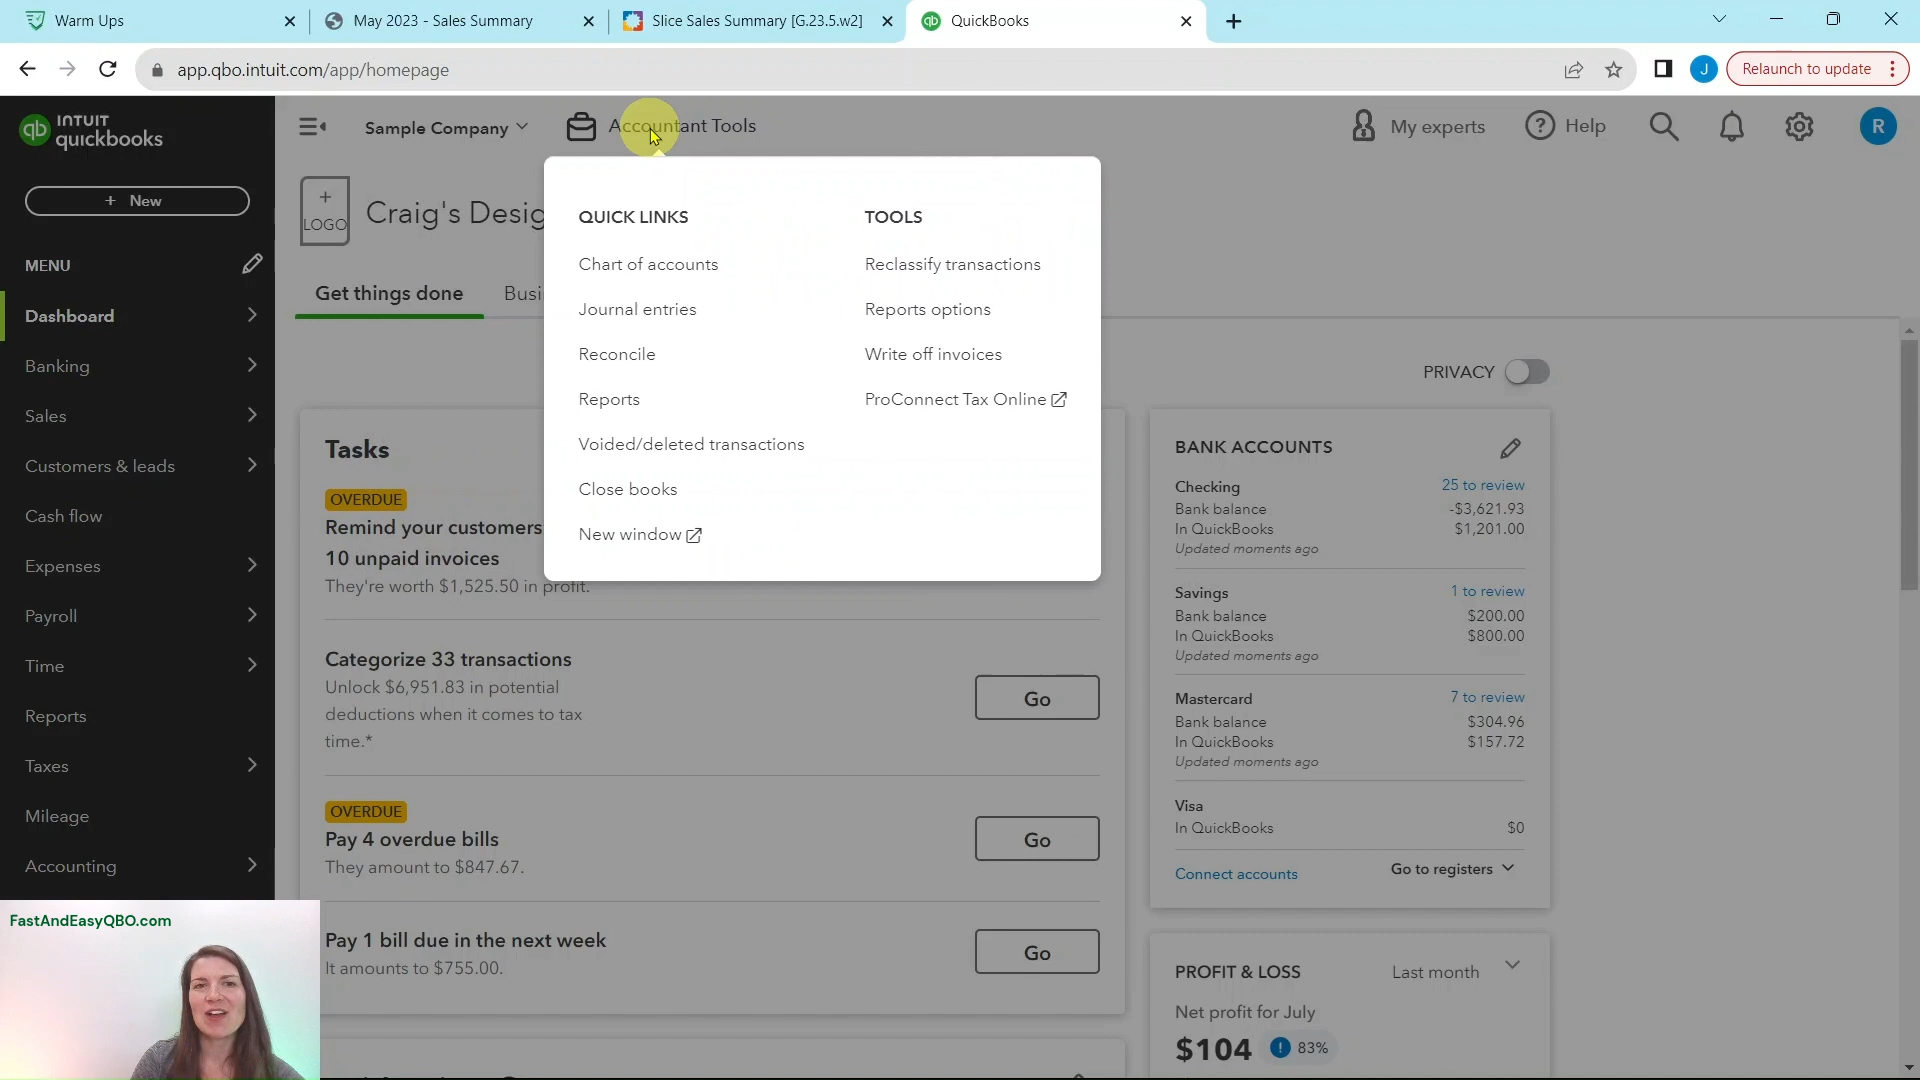 Warm Ups
May 2023 - Sales Summary
Slice Sales Summary [G.23.5.w2]
QuickBooks
app.qbo.intuit.com/app/homepage
J
Relaunch to update
qb INTUIT quickbooks
Sample Company
Accountant Tools
My experts
? Help
R
+ New
+ LOGO
Craig's Desig
MENU
Get things done
Busi
Dashboard
Banking
Sales
Customers & leads
Cash flow
Expenses
Payroll
Time
Reports
Taxes
Mileage
Accounting
QUICK LINKS
Chart of accounts
Journal entries
Reconcile
Reports
Voided/deleted transactions
Close books
New window
TOOLS
Reclassify transactions
Reports options
Write off invoices
ProConnect Tax Online
PRIVACY
Tasks
OVERDUE
Remind your customers
10 unpaid invoices
They're worth $1,525.50 in profit.
Categorize 33 transactions
Unlock $6,951.83 in potential
deductions when it comes to tax
time.*
Go
OVERDUE
Pay 4 overdue bills
They amount to $847.67.
Go
Pay 1 bill due in the next week
It amounts to $755.00.
Go
BANK ACCOUNTS
Checking 25 to review
Bank balance -$3,621.93
In QuickBooks $1,201.00
Updated moments ago
Savings 1 to review
Bank balance $200.00
In QuickBooks $800.00
Updated moments ago
Mastercard 7 to review
Bank balance $304.96
In QuickBooks $157.72
Updated moments ago
Visa
In QuickBooks $0
Connect accounts Go to registers
PROFIT & LOSS Last month
Net profit for July
$104 83%
FastAndEasyQBO.com